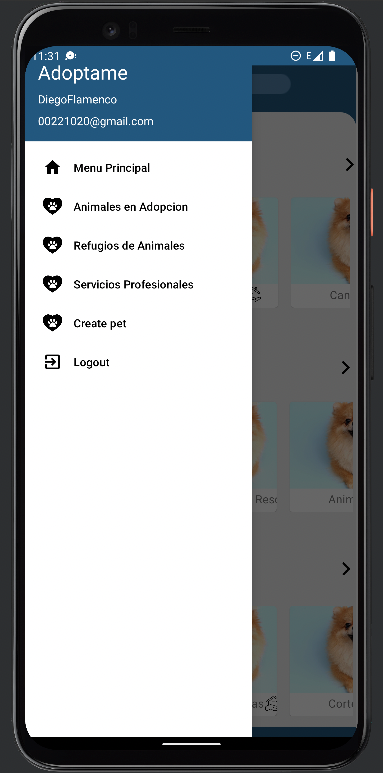 11:31
E
Adoptame
DiegoFlamenco
00221020@gmail.com
Menu Principal
Animales en Adopcion
Refugios de Animales
Servicios Profesionales
Create pet
Logout
Can
Resc
Anim
as
Corte